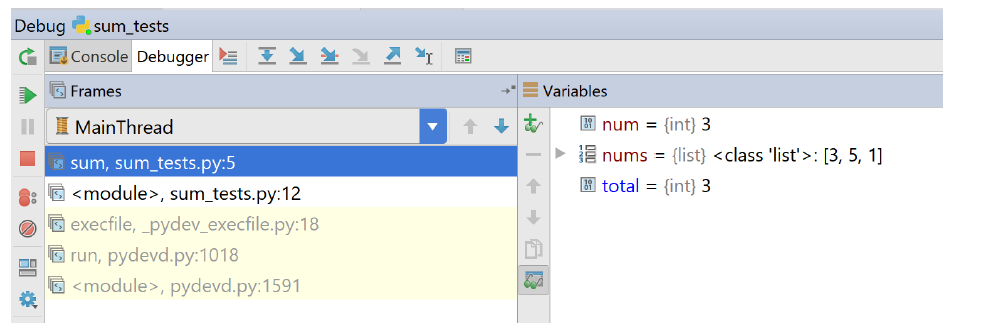 Debug sum_tests
Console Debugger
Frames
MainThread
sum, sum_tests.py:5
<module>, sum_tests.py:12
execfile, _pydev_execfile.py:18
run, pydevd.py:1018
<module>, pydevd.py:1591
Variables
num = {int} 3
nums = {list} <class 'list'>: [3, 5, 1]
total = {int} 3